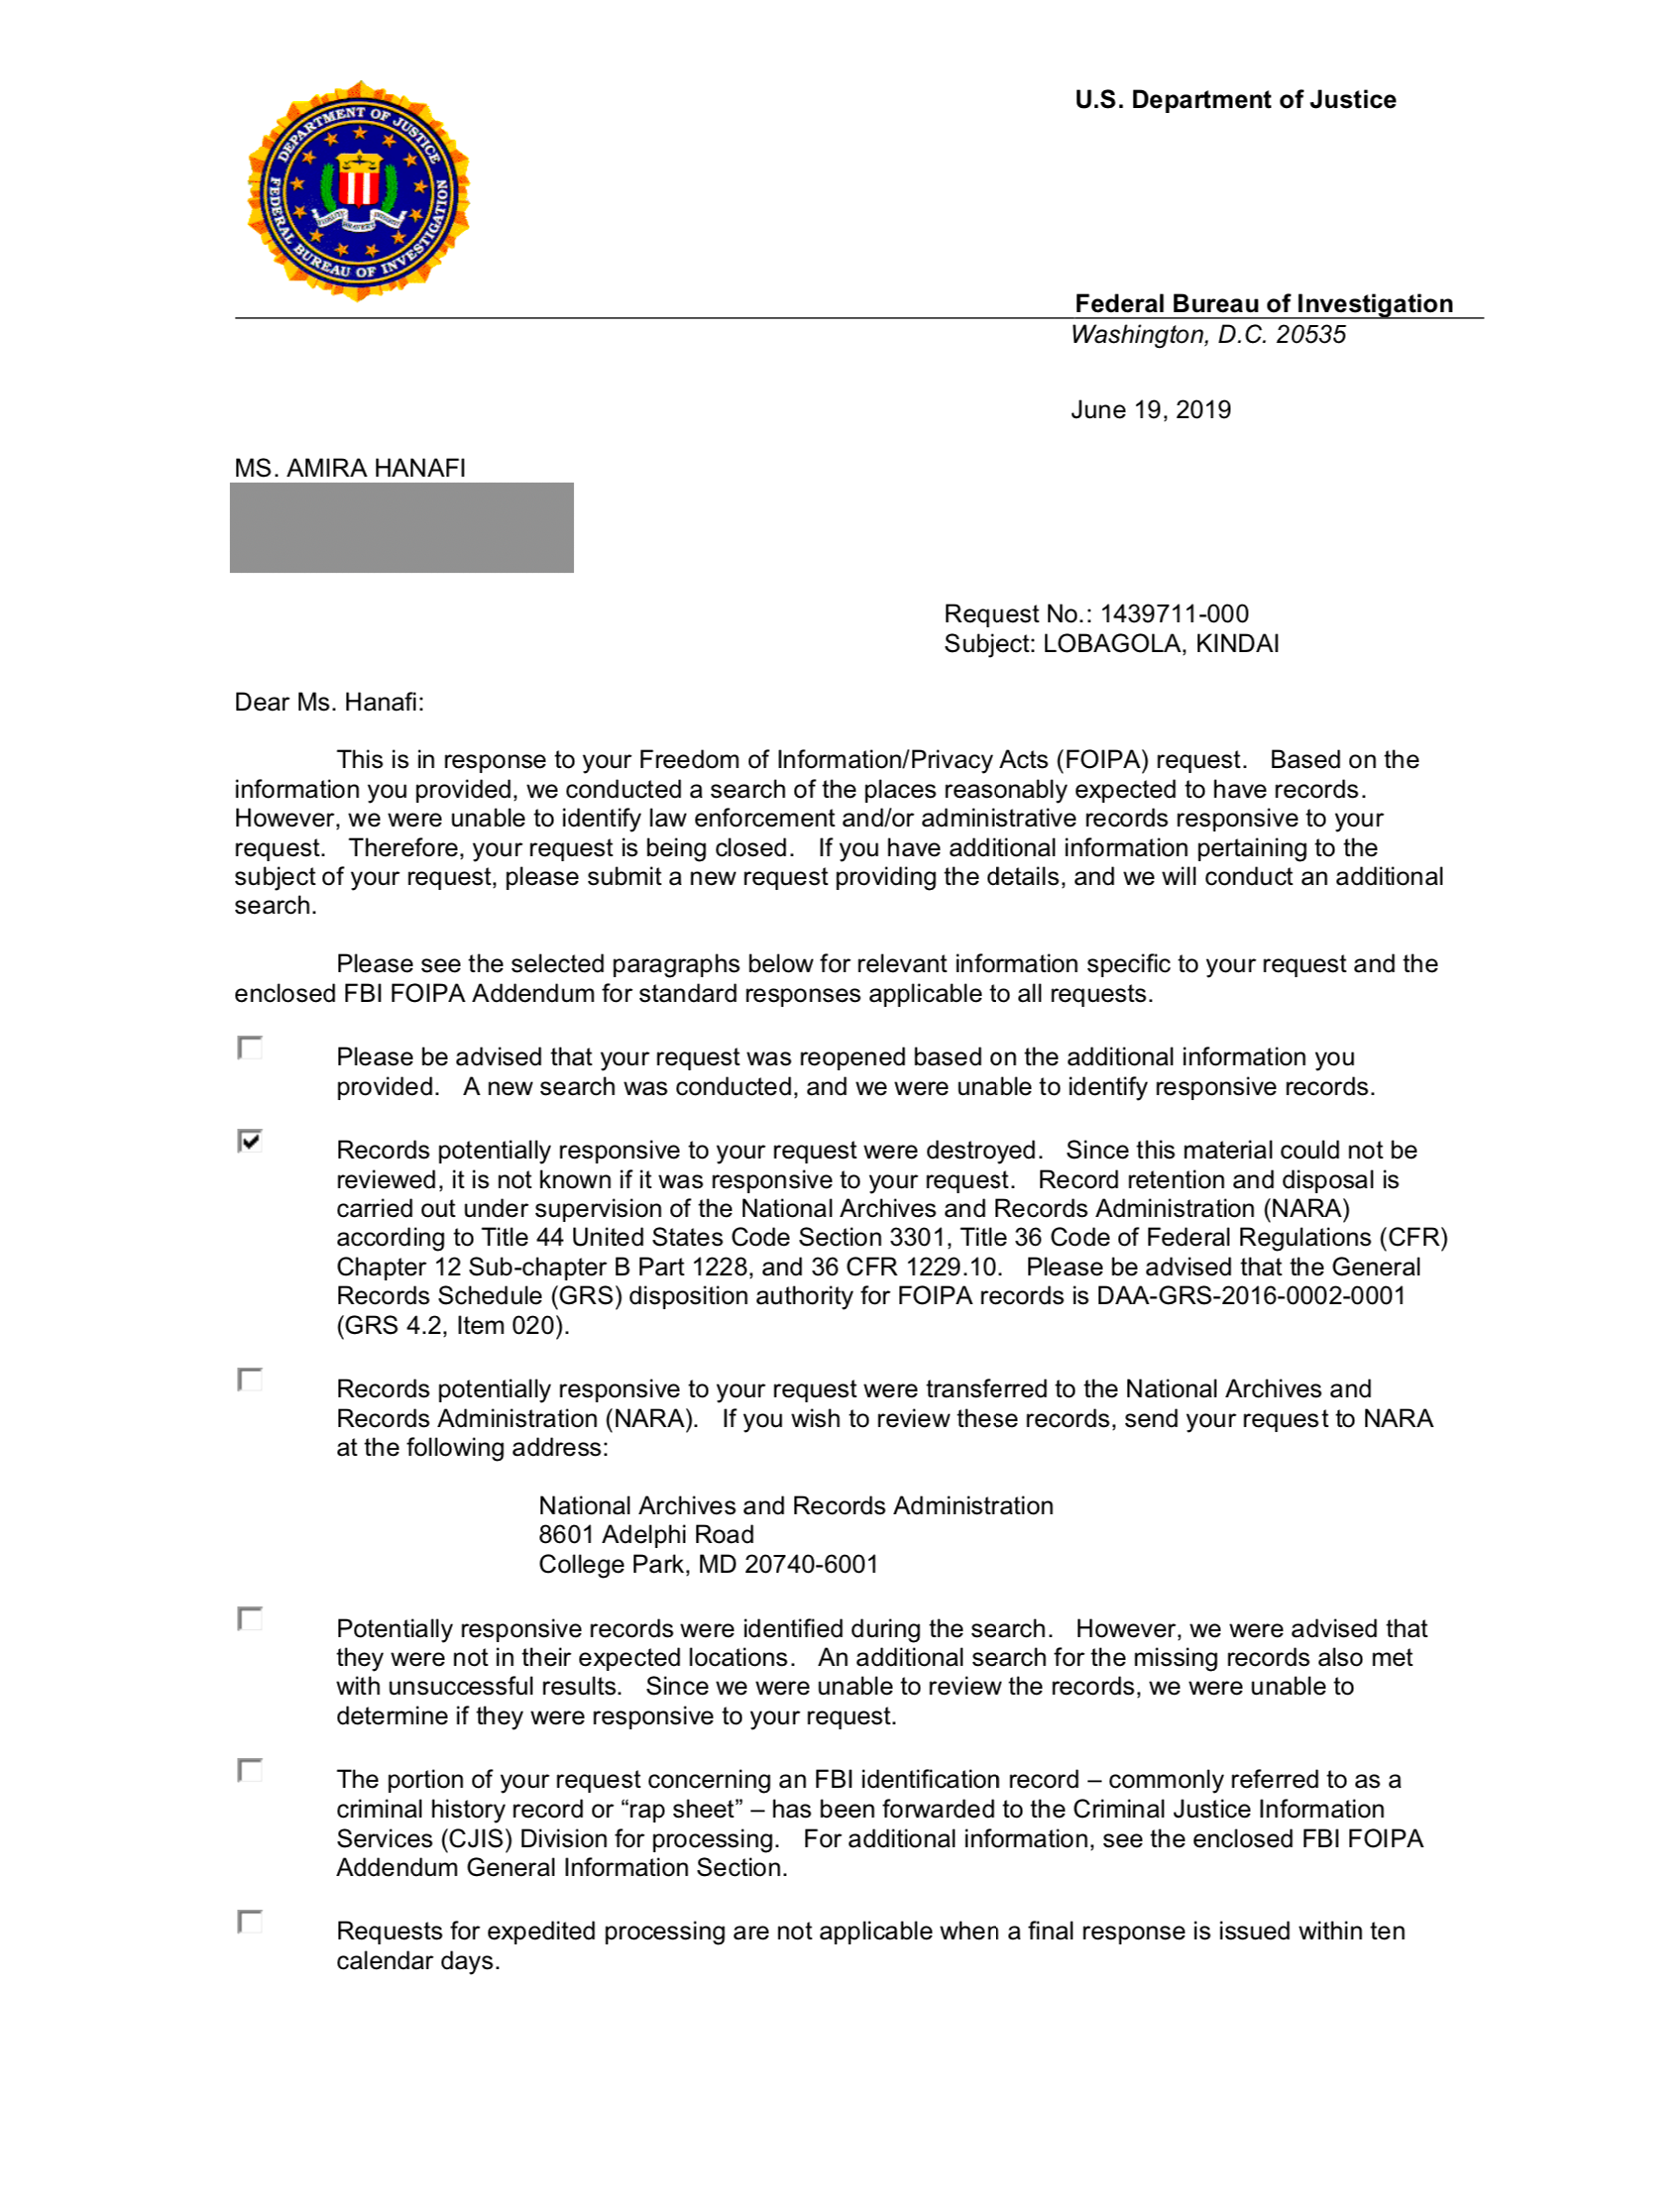 DEPARTMENT OF JUSTICE
FEDERAL BUREAU OF INVESTIGATION
U.S. Department of Justice
Federal Bureau of Investigation
Washington, D.C. 20535
June 19, 2019
MS. AMIRA HANAFI
Request No.: 1439711-000
Subject: LOBAGOLA, KINDAI
Dear Ms. Hanafi:
This is in response to your Freedom of Information/Privacy Acts (FOIPA) request. Based on the
information you provided, we conducted a search of the places reasonably expected to have records.
However, we were unable to identify law enforcement and/or administrative records responsive to your
request. Therefore, your request is being closed. If you have additional information pertaining to the
subject of your request, please submit a new request providing the details, and we will conduct an additional
search.
Please see the selected paragraphs below for relevant information specific to your request and the
enclosed FBI FOIPA Addendum for standard responses applicable to all requests.
Please be advised that your request was reopened based on the additional information you
provided. A new search was conducted, and we were unable to identify responsive records.
Records potentially responsive to your request were destroyed. Since this material could not be
reviewed, it is not known if it was responsive to your request. Record retention and disposal is
carried out under supervision of the National Archives and Records Administration (NARA)
according to Title 44 United States Code Section 3301, Title 36 Code of Federal Regulations (CFR)
Chapter 12 Sub-chapter B Part 1228, and 36 CFR 1229.10. Please be advised that the General
Records Schedule (GRS) disposition authority for FOIPA records is DAA-GRS-2016-0002-0001
(GRS 4.2, Item 020).
Records potentially responsive to your request were transferred to the National Archives and
Records Administration (NARA). If you wish to review these records, send your request to NARA
at the following address:
National Archives and Records Administration
8601 Adelphi Road
College Park, MD 20740-6001
Potentially responsive records were identified during the search. However, we were advised that
they were not in their expected locations. An additional search for the missing records also met
with unsuccessful results. Since we were unable to review the records, we were unable to
determine if they were responsive to your request.
The portion of your request concerning an FBI identification record – commonly referred to as a
criminal history record or “rap sheet” – has been forwarded to the Criminal Justice Information
Services (CJIS) Division for processing. For additional information, see the enclosed FBI FOIPA
Addendum General Information Section.
Requests for expedited processing are not applicable when a final response is issued within ten
calendar days.